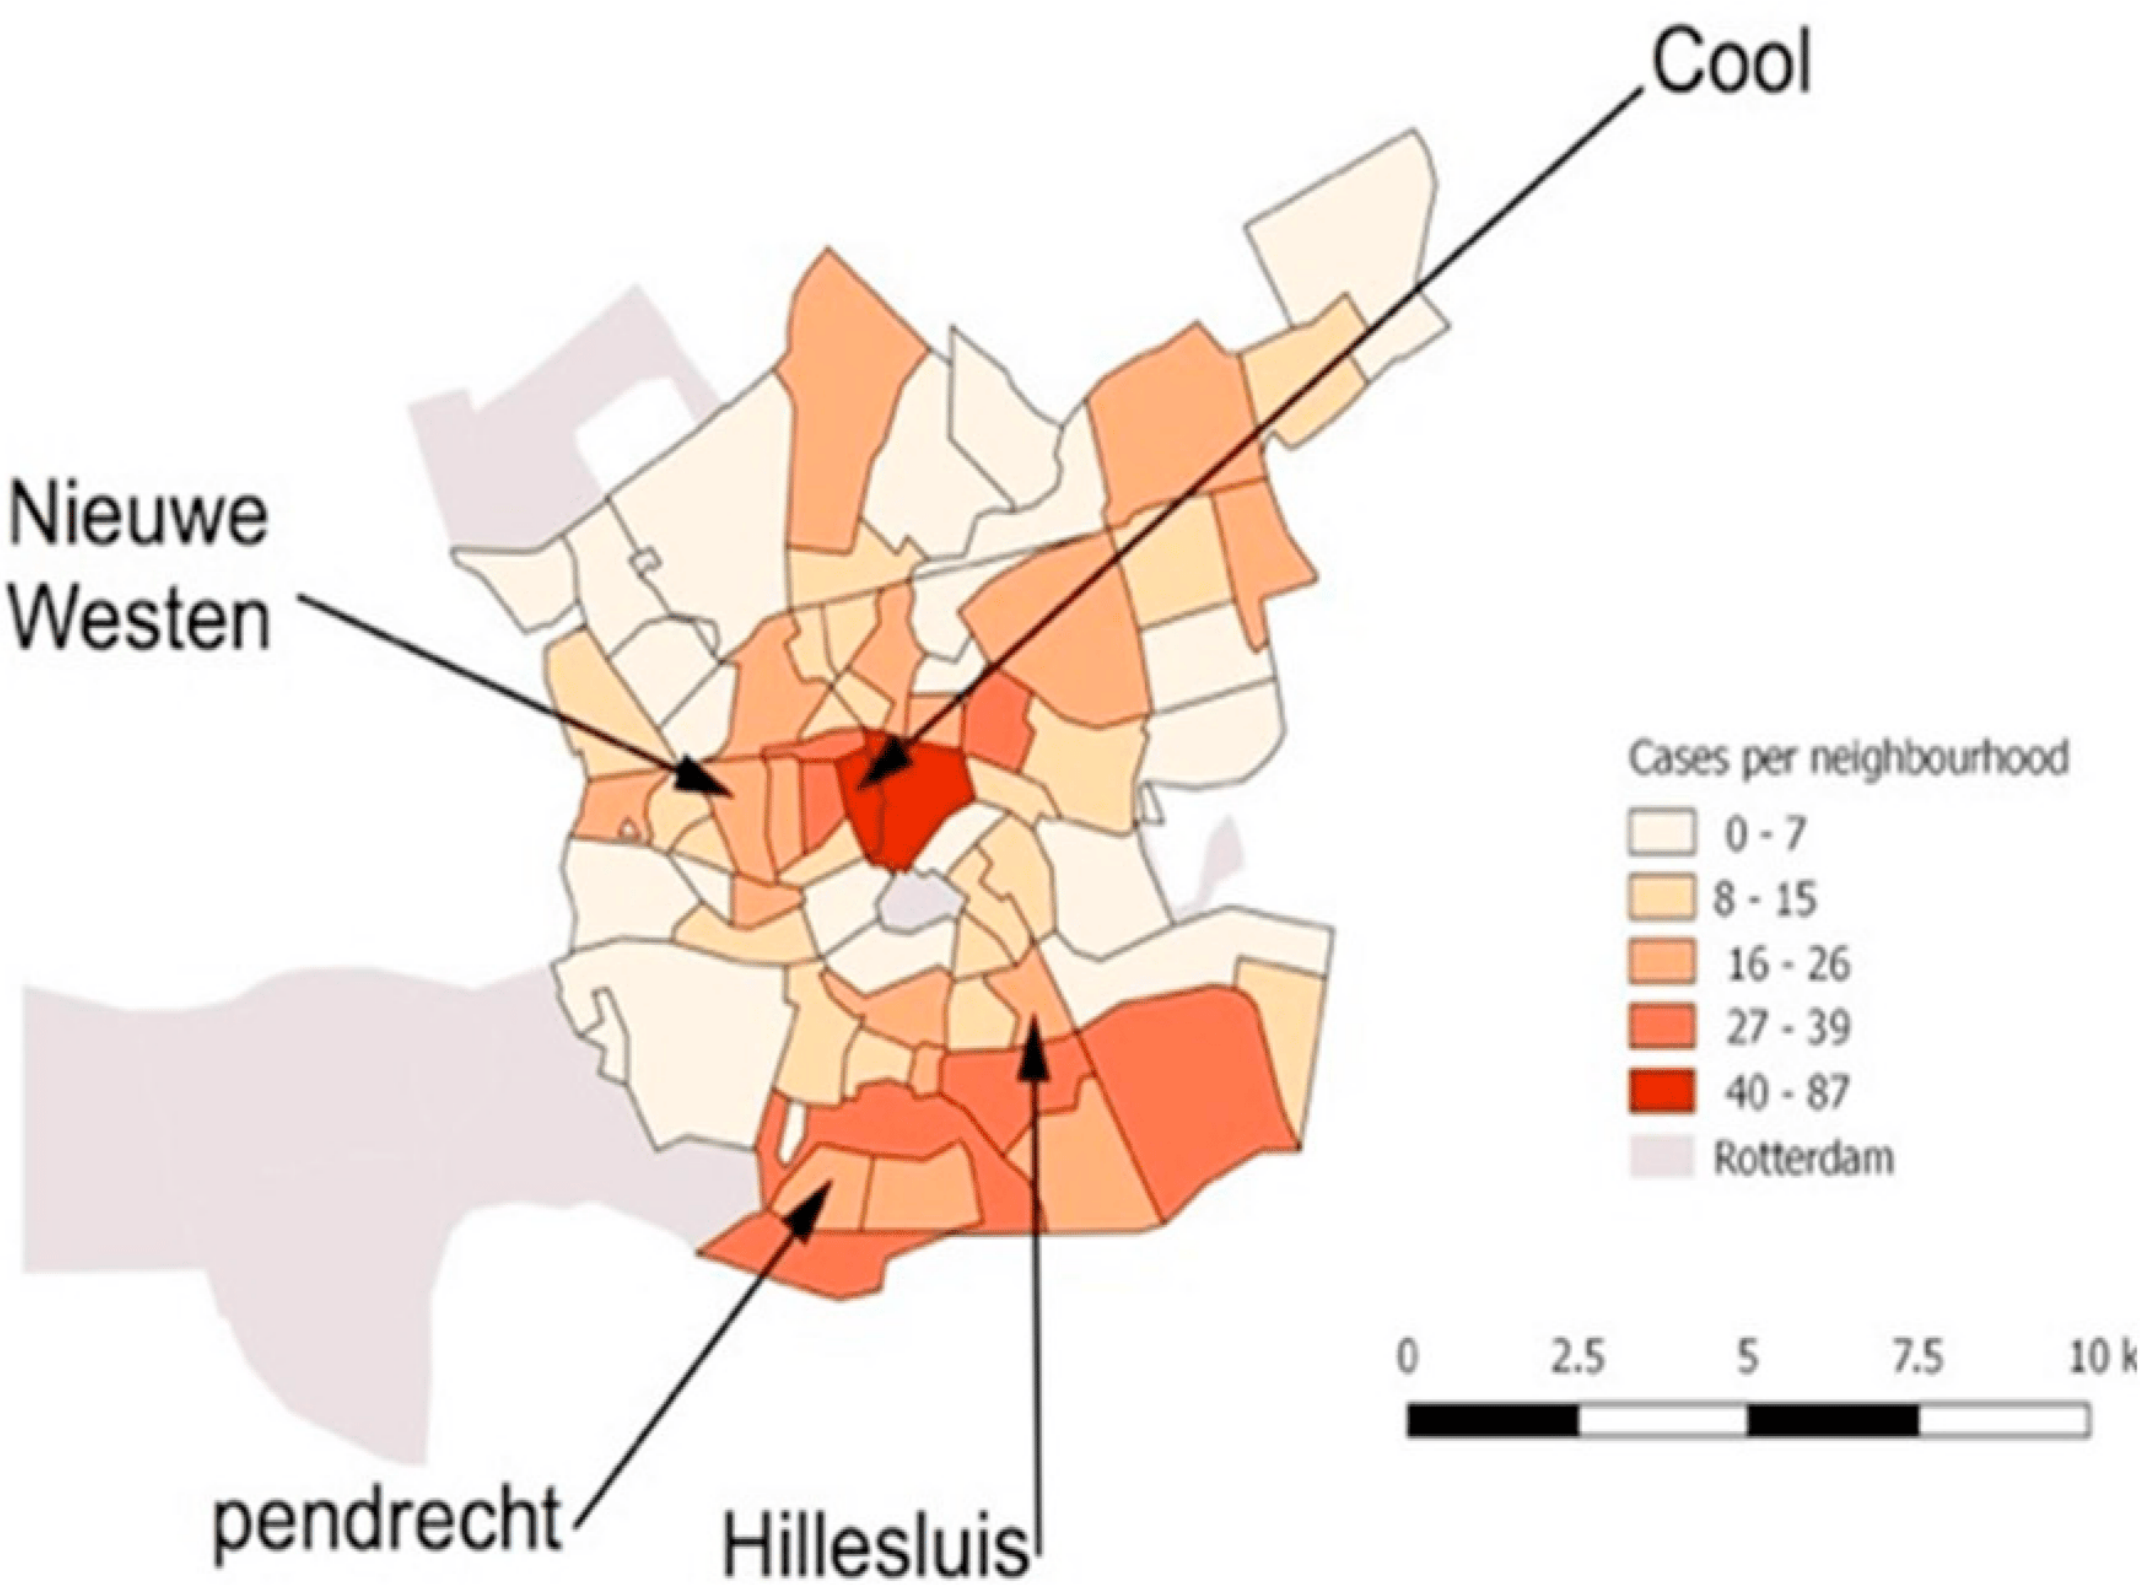 Cool
Nieuwe
Westen
Cases per neighbourhood
0 - 7
8 - 15
16 - 26
27 - 39
40 - 87
Rotterdam
0 2.5 5 7.5 10 k
pendrecht
Hillesluis